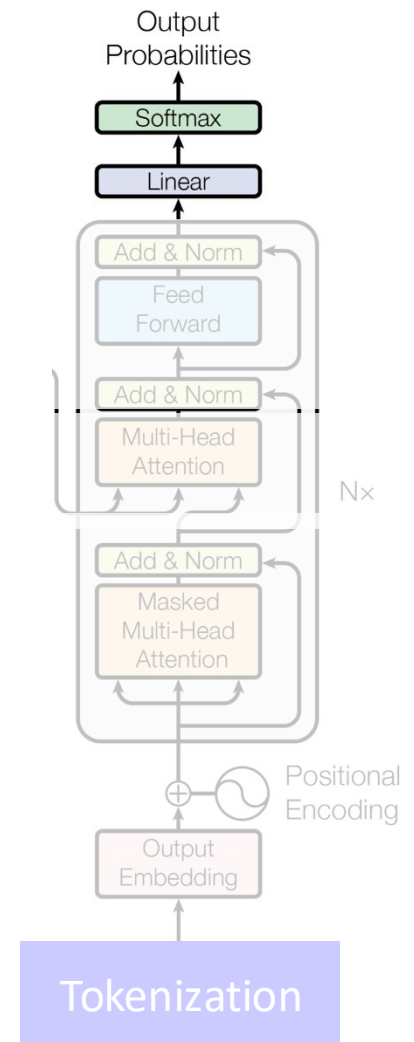 Output
Probabilities
Softmax
Linear
Add & Norm
Feed
Forward
Add & Norm
Multi-Head
Attention
N×
Add & Norm
Masked
Multi-Head
Attention
Positional
Encoding
Output
Embedding
Tokenization